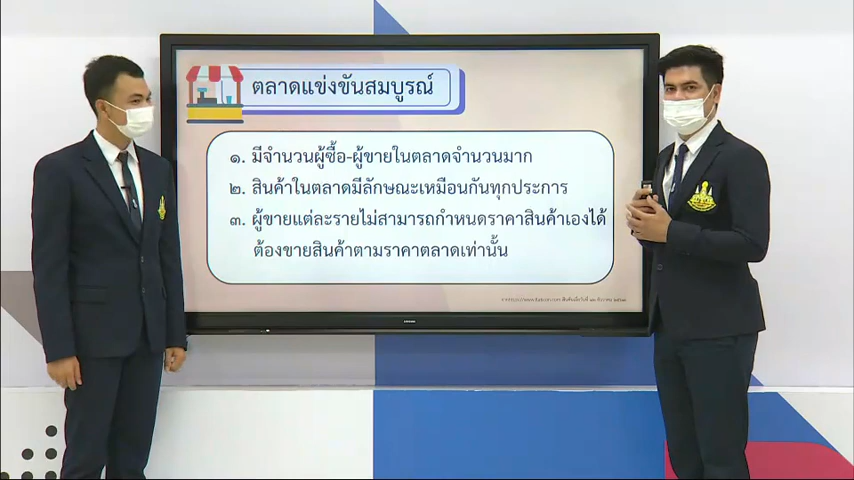 ตลาดแข่งขันสมบูรณ์
๑. มีจำนวนผู้ซื้อ-ผู้ขายในตลาดจำนวนมาก
๒. สินค้าในตลาดมีลักษณะเหมือนกันทุกประการ
๓. ผู้ขายแต่ละรายไม่สามารถกำหนดราคาสินค้าเองได้
ต้องขายสินค้าตามราคาตลาดเท่านั้น